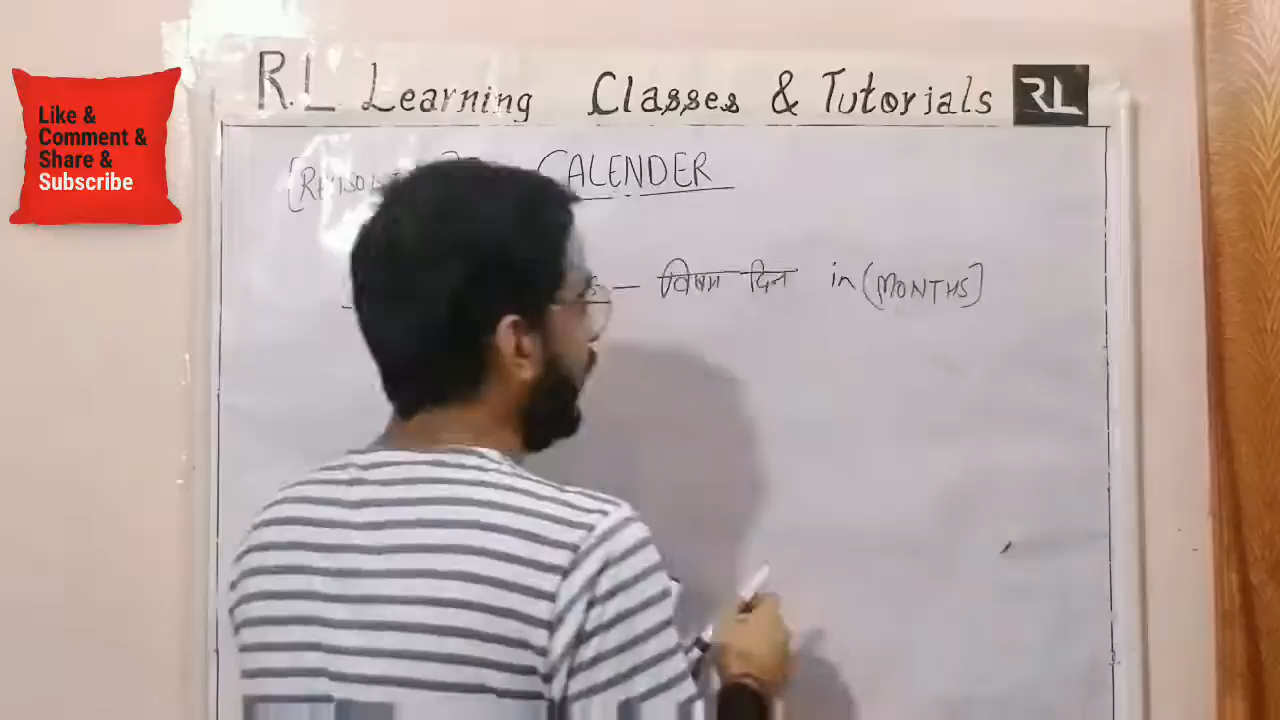 Like &
Comment &
Share &
Subscribe
R.L Learning Classes & Tutorials RL
CALENDER
— विषम दिन in (MONTHS)